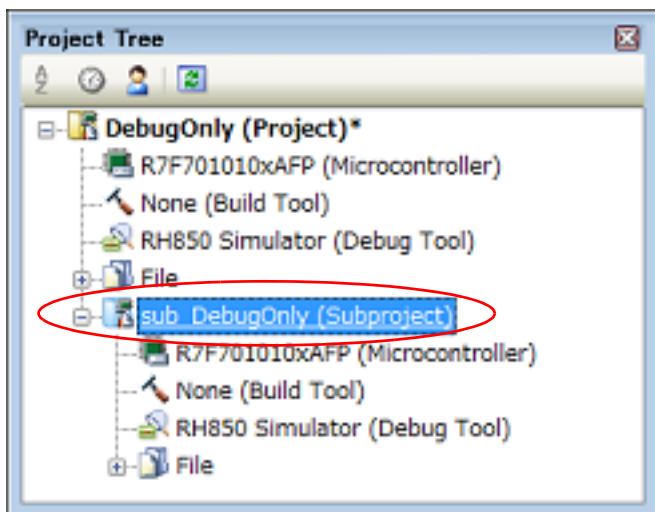 Project Tree
DebugOnly (Project)*
R7F701010xAFP (Microcontroller)
None (Build Tool)
RH850 Simulator (Debug Tool)
File
sub_DebugOnly (Subproject)
R7F701010xAFP (Microcontroller)
None (Build Tool)
RH850 Simulator (Debug Tool)
File